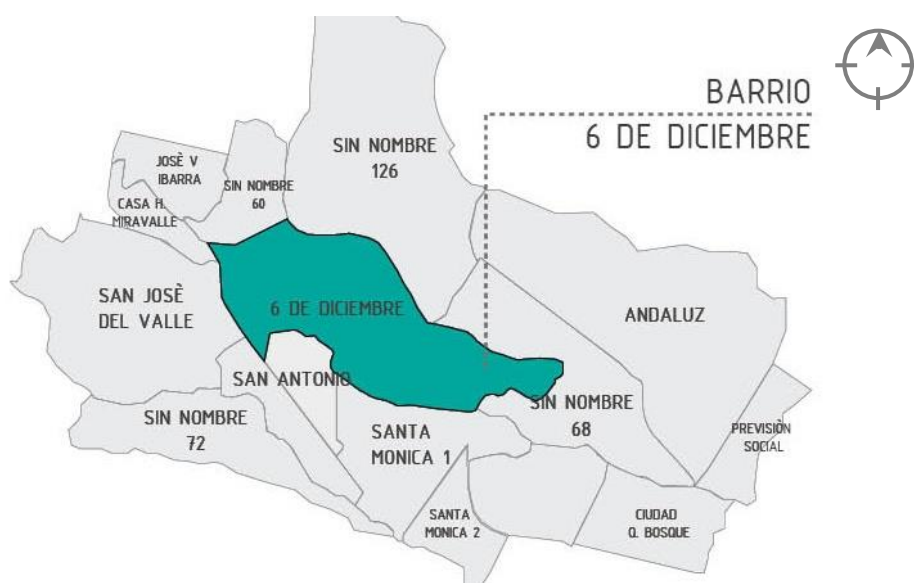 BARRIO
6 DE DICIEMBRE
SIN NOMBRE
126
JOSÈ V
IBARRA
SIN NOMBRE
60
CASA H.
MIRAVALLE
SAN JOSÈ
DEL VALLE
6 DE DICIEMBRE
ANDALUZ
SAN ANTONIO
SIN NOMBRE
72
SIN NOMBRE
68
SANTA
MONICA 1
PREVISIÒN
SOCIAL
SANTA
MONICA 2
CIUDAD
Q. BOSQUE